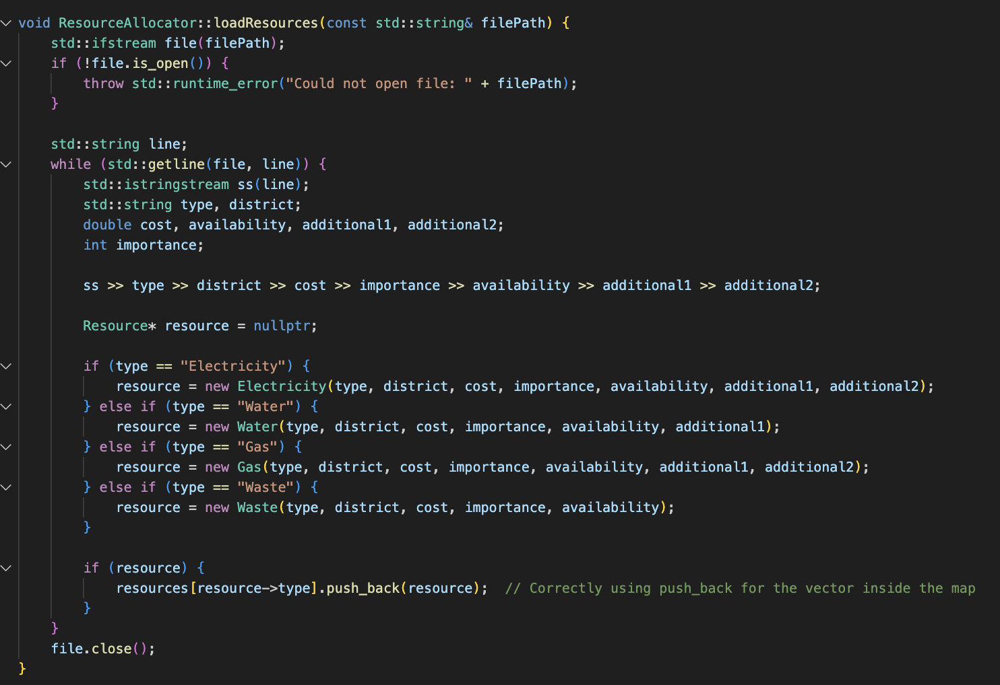 void ResourceAllocator::loadResources(const std::string& filePath) {
    std::ifstream file(filePath);
    if (!file.is_open()) {
        throw std::runtime_error("Could not open file: " + filePath);
    }

    std::string line;
    while (std::getline(file, line)) {
        std::istringstream ss(line);
        std::string type, district;
        double cost, availability, additional1, additional2;
        int importance;

        ss >> type >> district >> cost >> importance >> availability >> additional1 >> additional2;

        Resource* resource = nullptr;

        if (type == "Electricity") {
            resource = new Electricity(type, district, cost, importance, availability, additional1, additional2);
        } else if (type == "Water") {
            resource = new Water(type, district, cost, importance, availability, additional1);
        } else if (type == "Gas") {
            resource = new Gas(type, district, cost, importance, availability, additional1, additional2);
        } else if (type == "Waste") {
            resource = new Waste(type, district, cost, importance, availability);
        }

        if (resource) {
            resources[resource->type].push_back(resource);  // Correctly using push_back for the vector inside the map
        }
    }
    file.close();
}